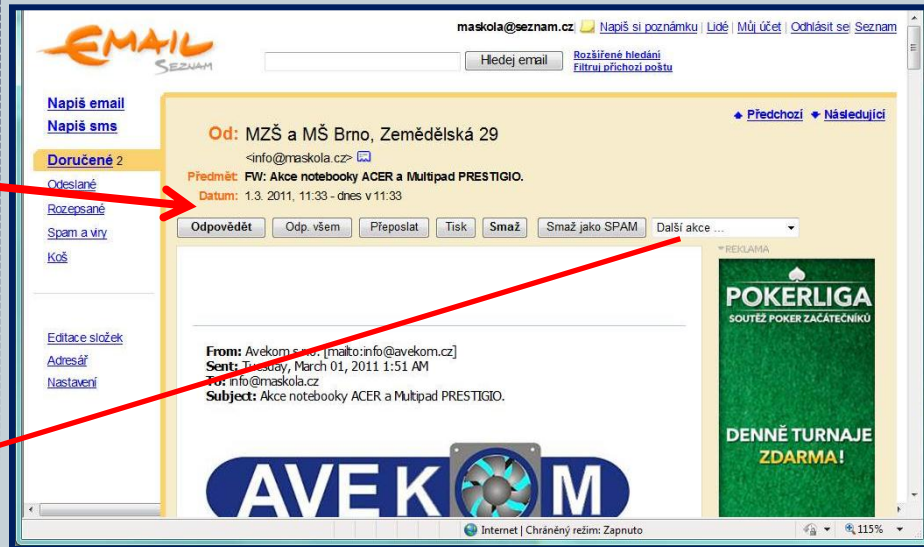 maskola@seznam.cz | Napiš si poznámku | Lidé | Můj účet | Odhlásit se | Seznam
EMAIL
SEZNAM
Hledej email
Rozšířené hledání
Filtruj příchozí poštu
Napiš email
Napiš sms
Doručené 2
Odeslané
Rozepsané
Spam a viry
Koš
Editace složek
Adresář
Nastavení
Předchozí Následující
Od: MZŠ a MŠ Brno, Zemědělská 29
<info@maskola.cz>
Předmět: FW: Akce notebooky ACER a Multipad PRESTIGIO.
Datum: 1.3. 2011, 11:33 - dnes v 11:33
Odpovědět Odp. všem Přeposlat Tisk Smaž Smaž jako SPAM Další akce ...
From: Avekom s.r.o. [mailto:info@avekom.cz]
Sent: Tuesday, March 01, 2011 1:51 AM
To: info@maskola.cz
Subject: Akce notebooky ACER a Multipad PRESTIGIO.
AVEKOM
REKLAMA
POKERLIGA
SOUTĚŽ POKER ZAČÁTEČNÍKŮ
DENNĚ TURNAJE
ZDARMA!
Internet | Chráněný režim: Zapnuto
115%